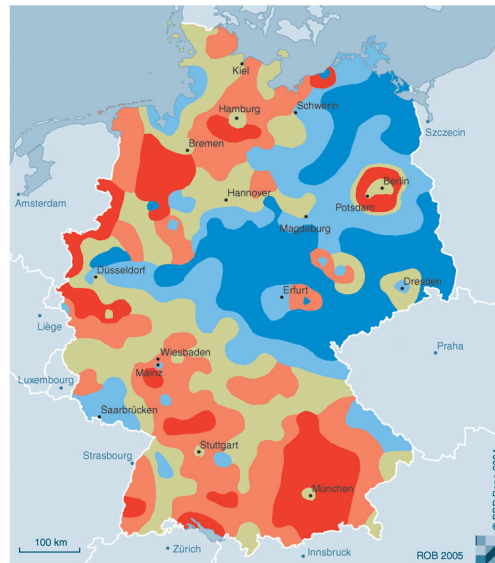 Kiel
Hamburg
Schwerin
Szczecin
Bremen
Amsterdam
Hannover
Berlin
Potsdam
Magdeburg
Düsseldorf
Erfurt
Dresden
Liège
Praha
Wiesbaden
Mainz
Luxembourg
Saarbrücken
Stuttgart
Strasbourg
München
100 km
Zürich
Innsbruck
ROB 2005